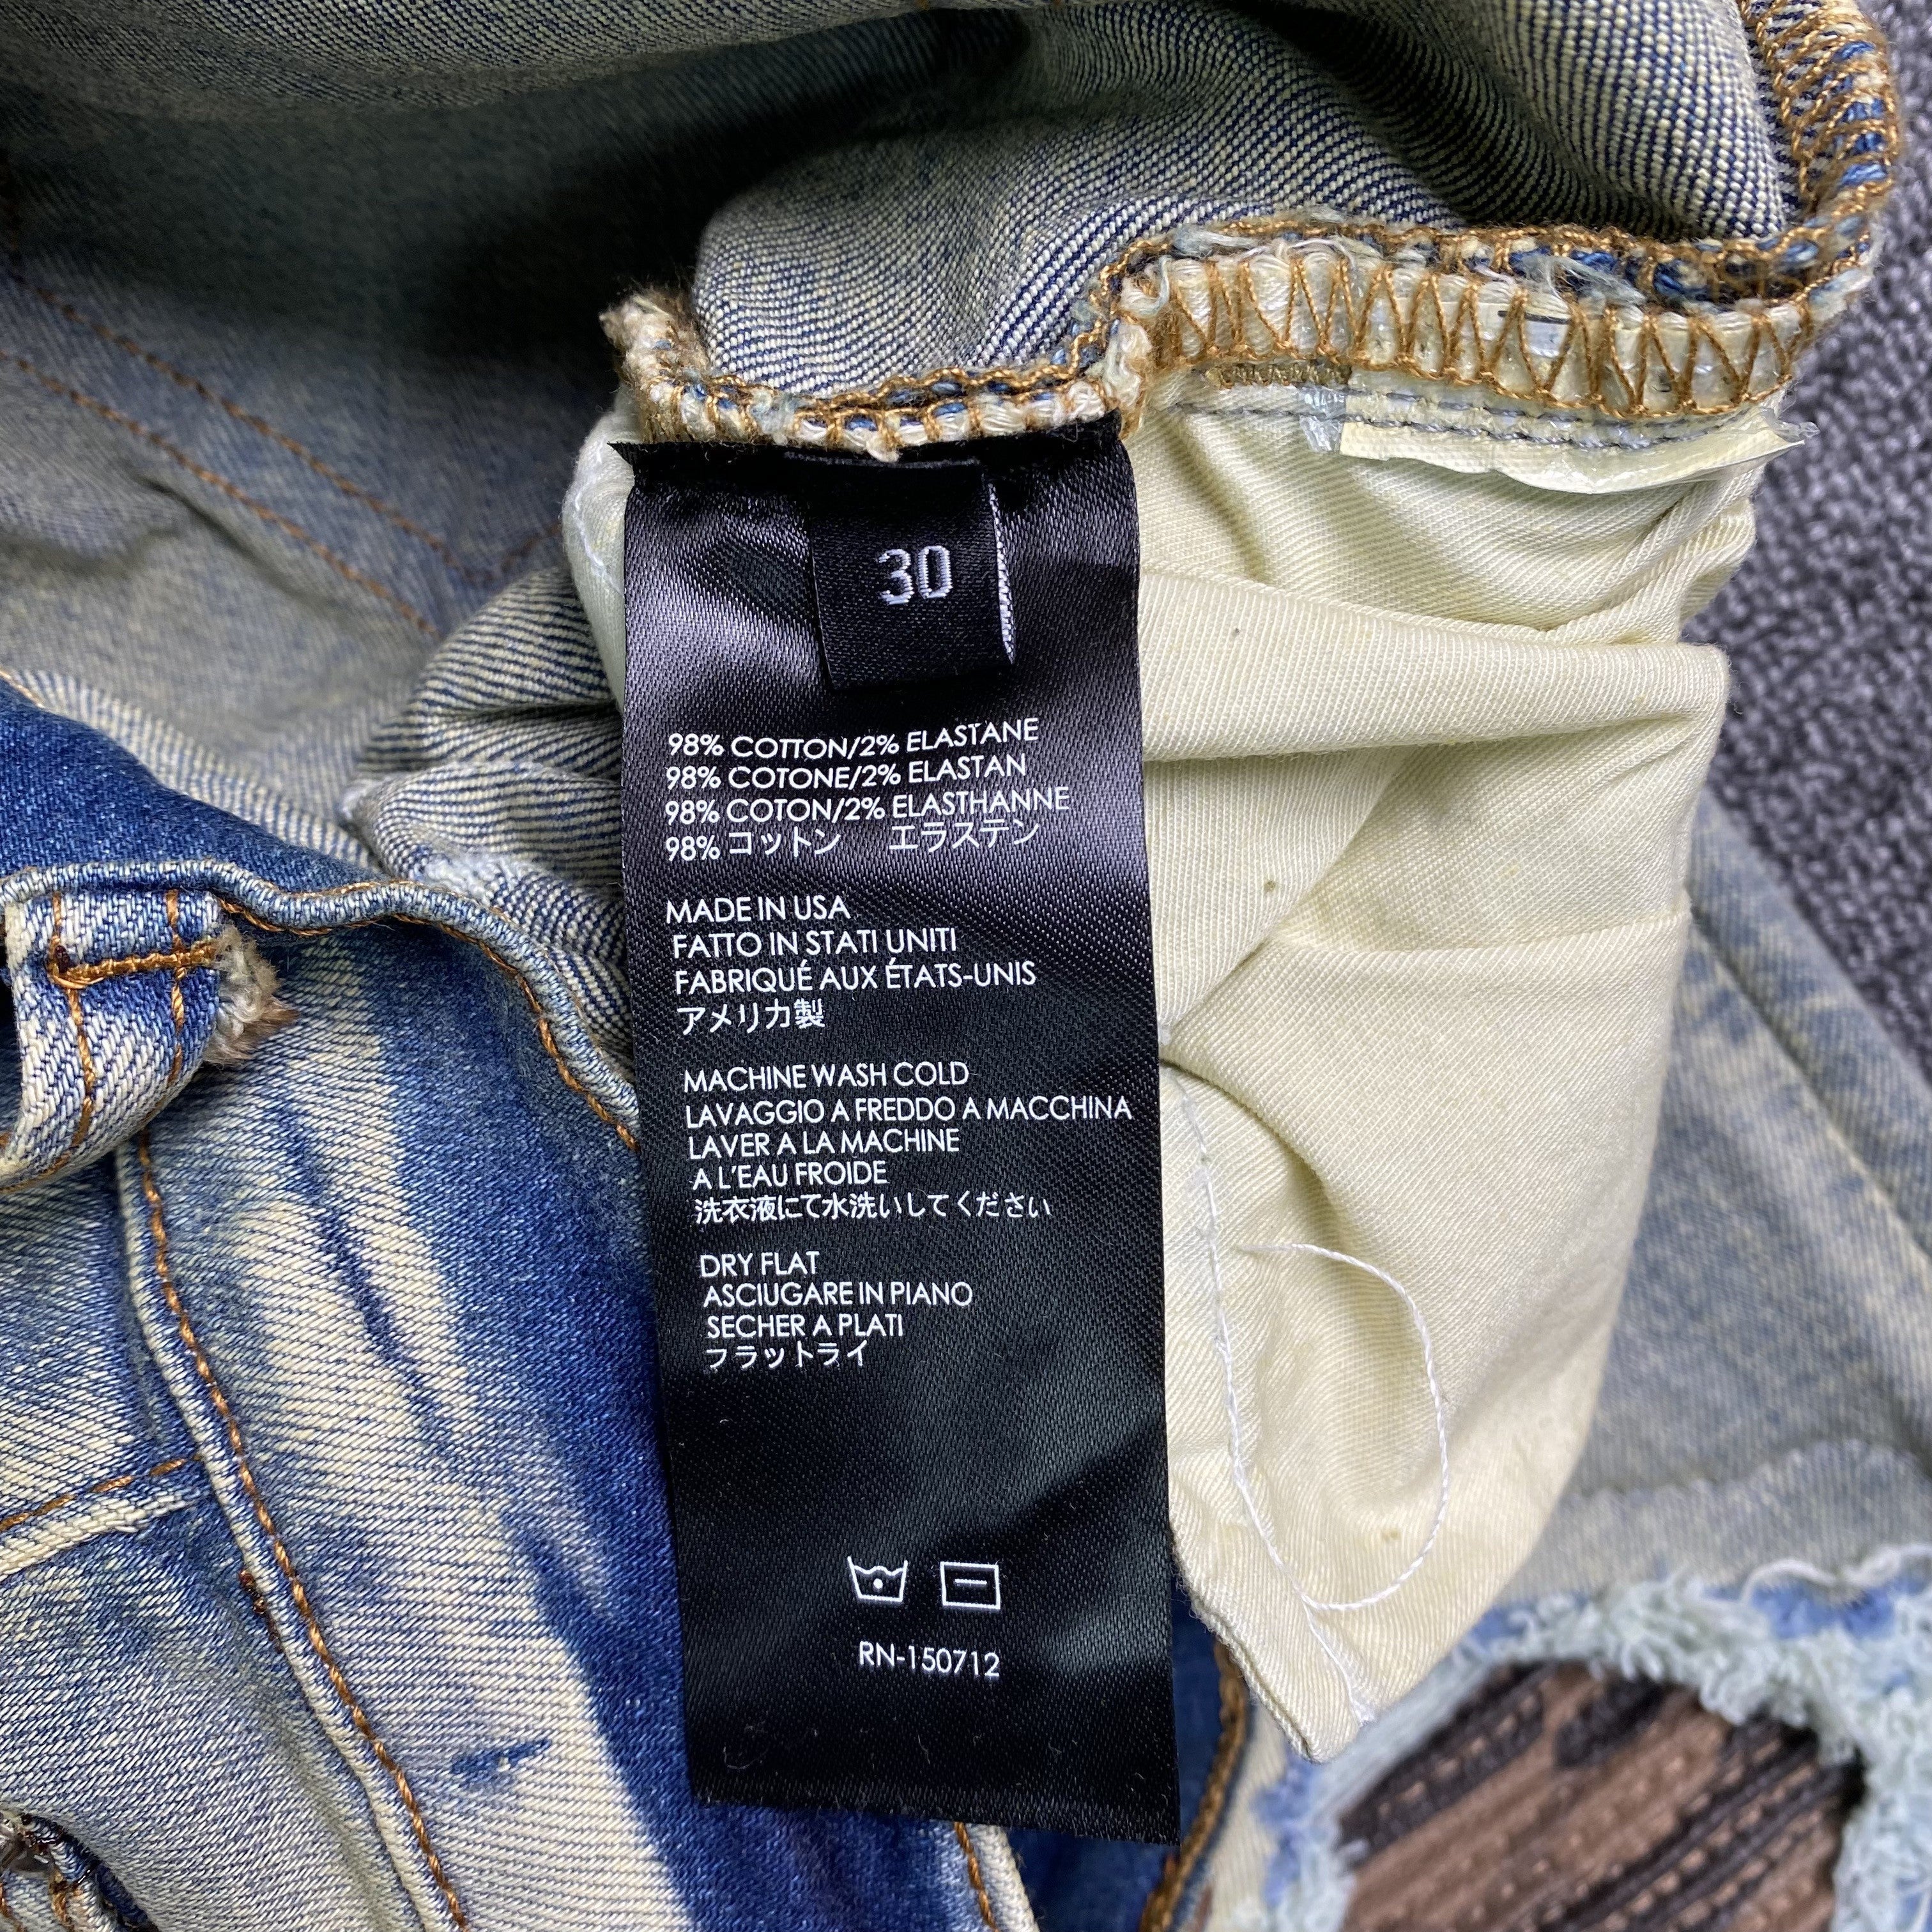 30
98% COTTON/2% ELASTANE
98% COTONE/2% ELASTAN
98% COTON/2% ELASTHANNE
98% コットン エラステン
MADE IN USA
FATTO IN STATI UNITI
FABRIQUÉ AUX ÉTATS-UNIS
アメリカ製
MACHINE WASH COLD
LAVAGGIO A FREDDO A MACCHINA
LAVER A LA MACHINE
A L'EAU FROIDE
洗衣液にて水洗いしてください
DRY FLAT
ASCIUGARE IN PIANO
SECHER A PLATI
フラットライ
RN-150712